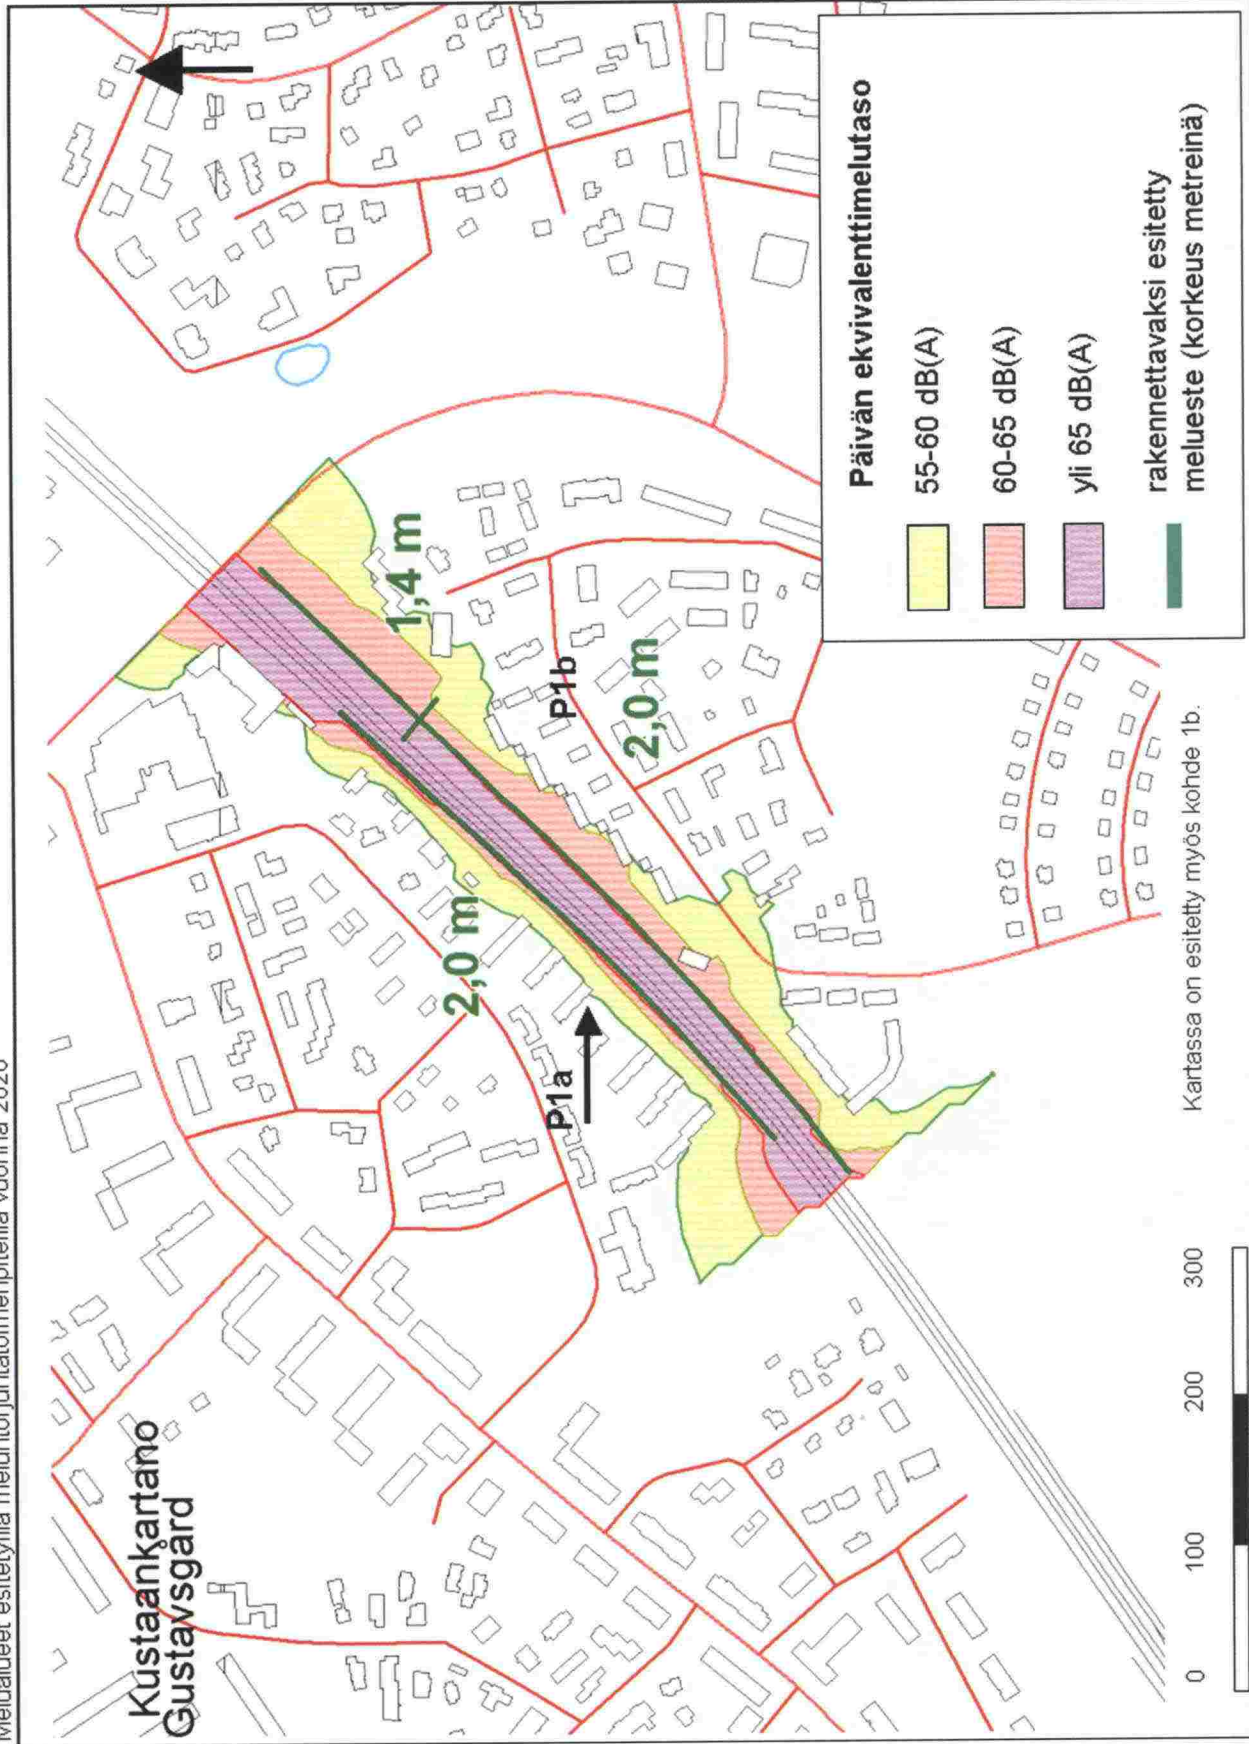 Melualueet esitetyillä meluntorjuntatoimenpiteillä vuonna 2020
Kustaankartano
Gustavsgård
2,0 m
P1a
1,4 m
P1b
2,0 m
Päivän ekvivalenttimelutaso
55-60 dB(A)
60-65 dB(A)
yli 65 dB(A)
rakennettavaksi esitetty
melueste (korkeus metreinä)
Kartassa on esitetty myös kohde 1b.
0 100 200 300